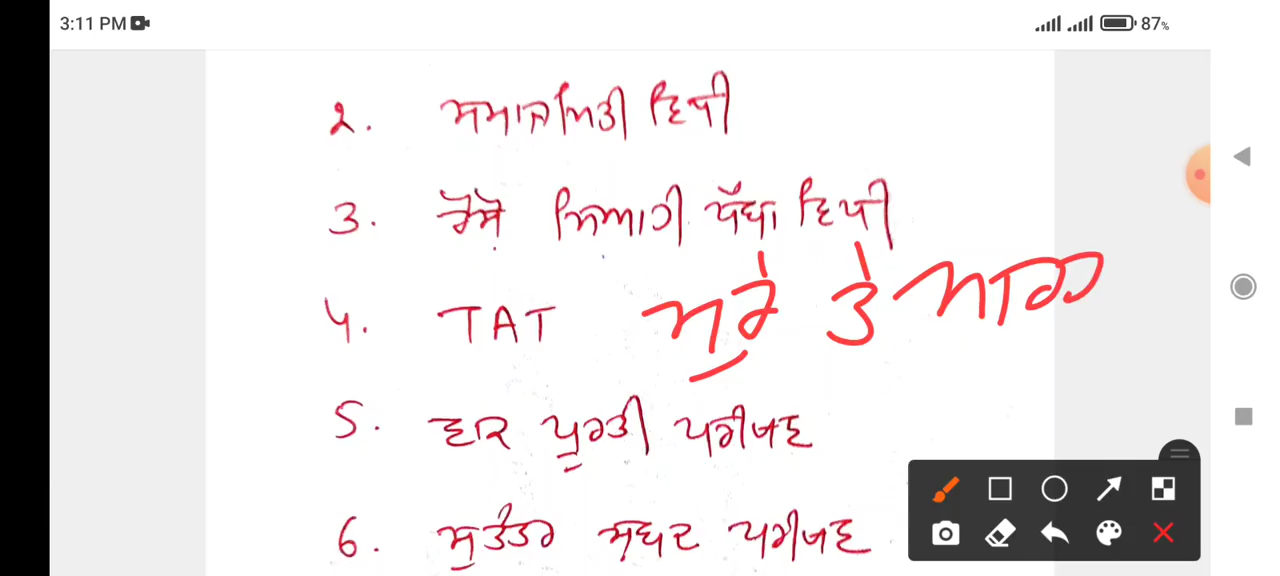 3:11 PM 87%
2. ਸਮਾਜਮਿਤੀ ਵਿਧੀ
3. ਰੋਸੋ ਸਿਆਹੀ ਧੱਬਾ ਵਿਧੀ
4. TAT ਮੁਰੇ ਤੇ ਮਾਰਗਨ
5. ਵਾਕ ਪੂਰਤੀ ਪਰੀਖਣ
6. ਸੁਤੰਤਰ ਸ਼ਬਦ ਪਰੀਖਣ